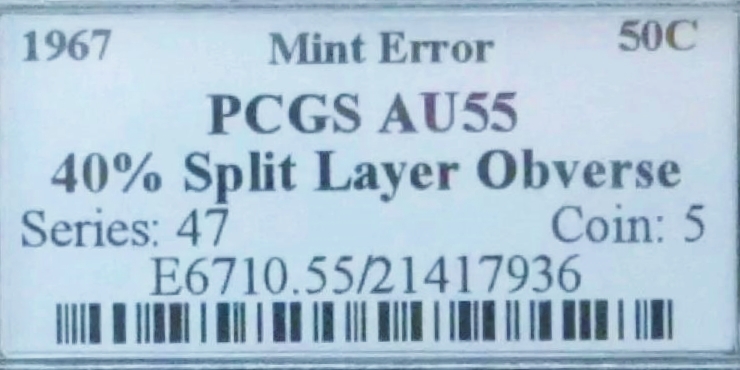 1967 Mint Error 50C
PCGS AU55
40% Split Layer Obverse
Series: 47 Coin: 5
E6710.55/21417936